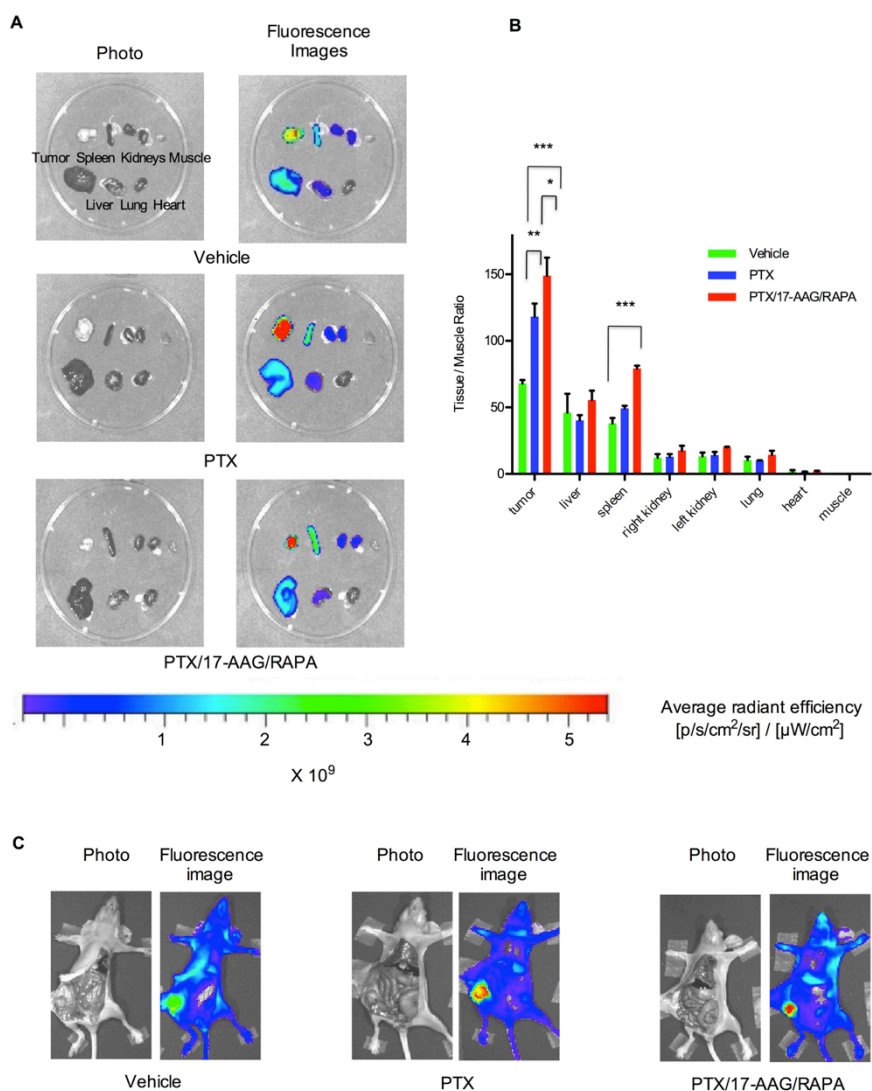 A
Photo
Fluorescence
Images
Tumor Spleen Kidneys Muscle
Liver Lung Heart
Vehicle
PTX
PTX/17-AAG/RAPA
1 2 3 4 5
X 10⁹
Average radiant efficiency
[p/s/cm²/sr] / [µW/cm²]
B
***
*
**
***
Tissue / Muscle Ratio
150
100
50
0
Vehicle
PTX
PTX/17-AAG/RAPA
tumor
liver
spleen
right kidney
left kidney
lung
heart
muscle
C
Photo
Fluorescence
image
Vehicle
Photo
Fluorescence
image
PTX
Photo
Fluorescence
image
PTX/17-AAG/RAPA